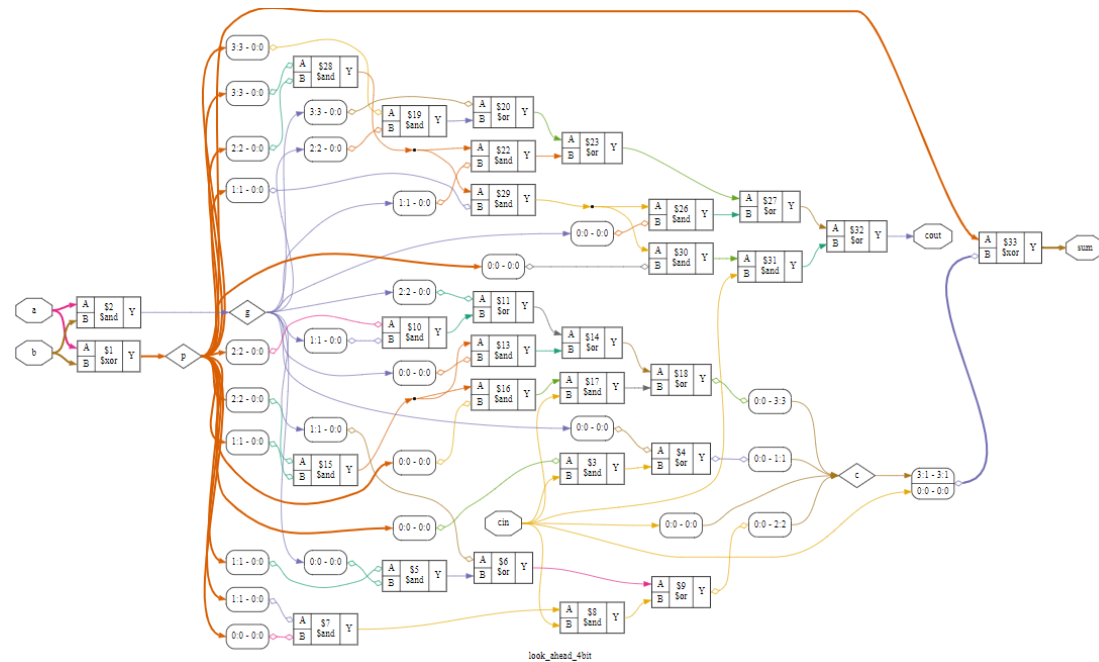 3:3 - 0:0
A $28 Y
B $and
3:3 - 0:0
3:3 - 0:0
A $19 Y
B $and
A $20 Y
B $or
2:2 - 0:0
2:2 - 0:0
A $22 Y
B $and
A $23 Y
B $or
1:1 - 0:0
1:1 - 0:0
A $29 Y
B $and
0:0 - 0:0
A $26 Y
B $and
A $27 Y
B $or
A $32 Y
B $or
cout
A $33 Y
B $xor
sum
0:0 - 0:0
A $30 Y
B $and
A $31 Y
B $and
a
A $2 Y
B $and
g
2:2 - 0:0
A $11 Y
B $or
b
A $1 Y
B $xor
p
2:2 - 0:0
1:1 - 0:0
A $10 Y
B $and
A $13 Y
B $and
A $14 Y
B $or
0:0 - 0:0
A $16 Y
B $and
A $17 Y
B $and
A $18 Y
B $or
0:0 - 3:3
2:2 - 0:0
1:1 - 0:0
0:0 - 0:0
1:1 - 0:0
A $15 Y
B $and
0:0 - 0:0
A $3 Y
B $and
A $4 Y
B $or
0:0 - 1:1
c
3:1 - 3:1
0:0 - 0:0
0:0 - 0:0
cin
0:0 - 0:0
0:0 - 2:2
1:1 - 0:0
0:0 - 0:0
A $5 Y
B $and
A $6 Y
B $or
A $9 Y
B $or
1:1 - 0:0
0:0 - 0:0
A $7 Y
B $and
A $8 Y
B $and
look_ahead_4bit